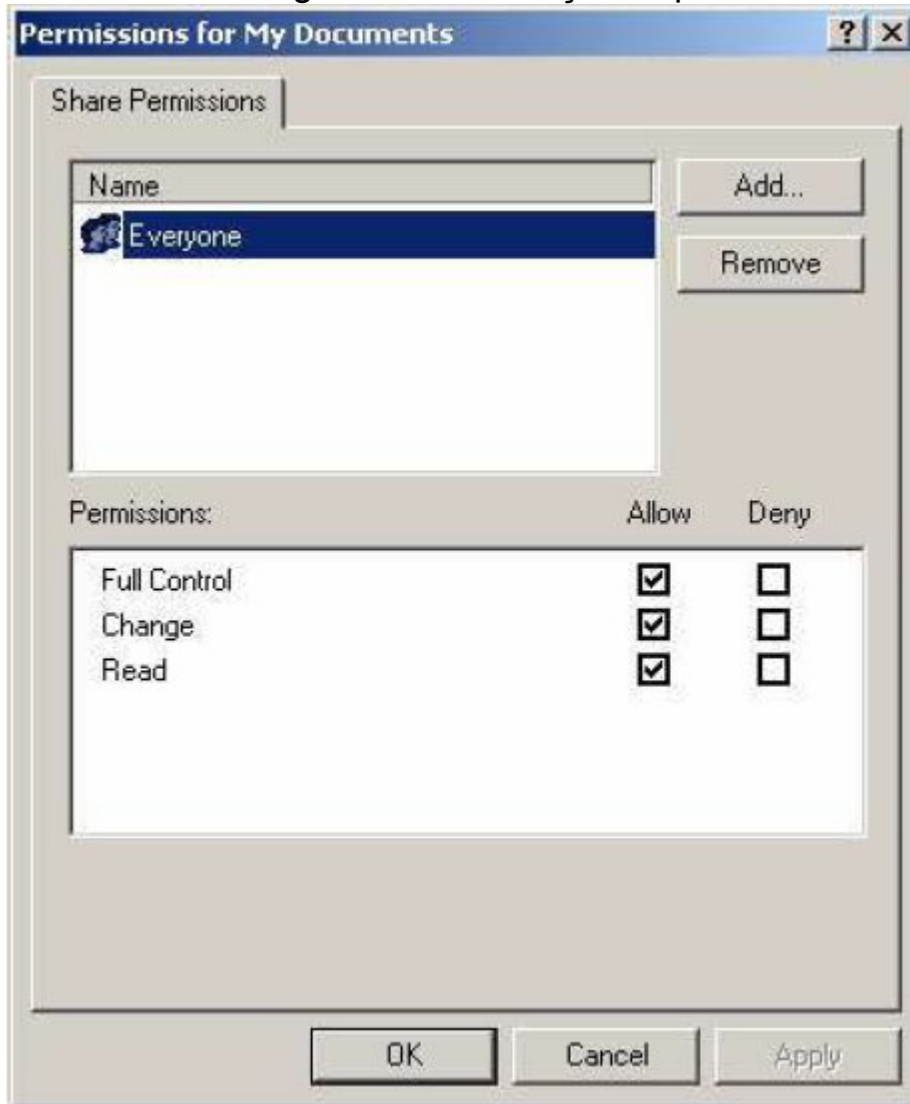 Permissions for My Documents
Share Permissions
Name
Add...
Everyone
Remove
Permissions: Allow Deny
Full Control
Change
Read
OK Cancel Apply